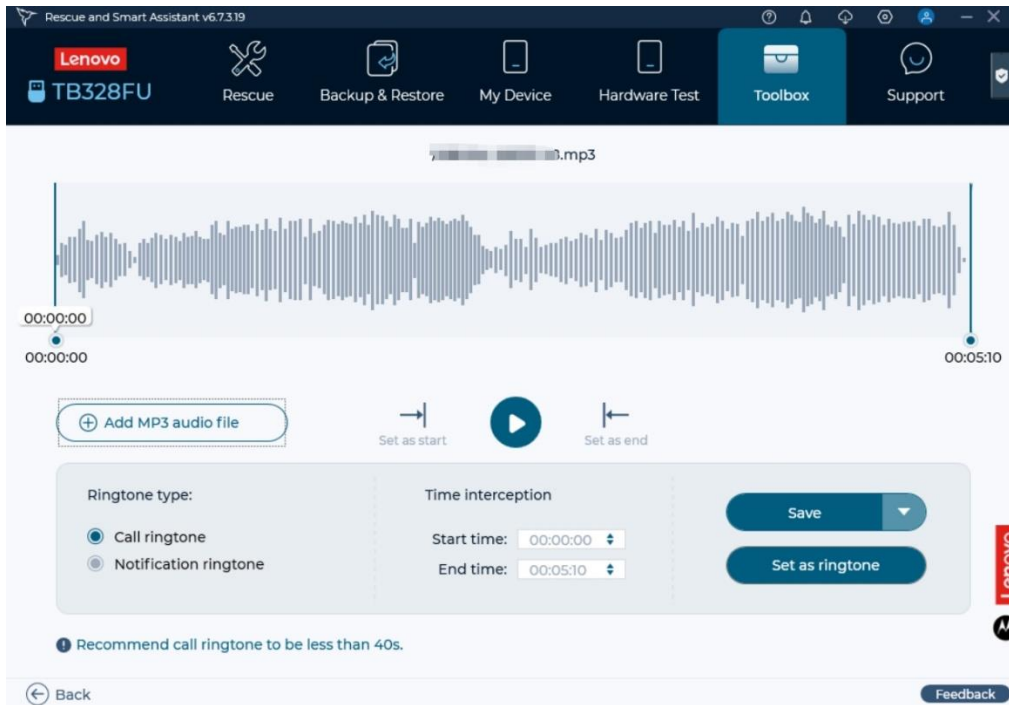 Rescue and Smart Assistant v6.7.3.19
Lenovo
TB328FU
Rescue
Backup & Restore
My Device
Hardware Test
Toolbox
Support
.mp3
00:00:00
00:00:00
00:05:10
Add MP3 audio file
Set as start
Set as end
Ringtone type:
Call ringtone
Notification ringtone
Time interception
Start time: 00:00:00
End time: 00:05:10
Save
Set as ringtone
Lenovo
Recommend call ringtone to be less than 40s.
Back
Feedback